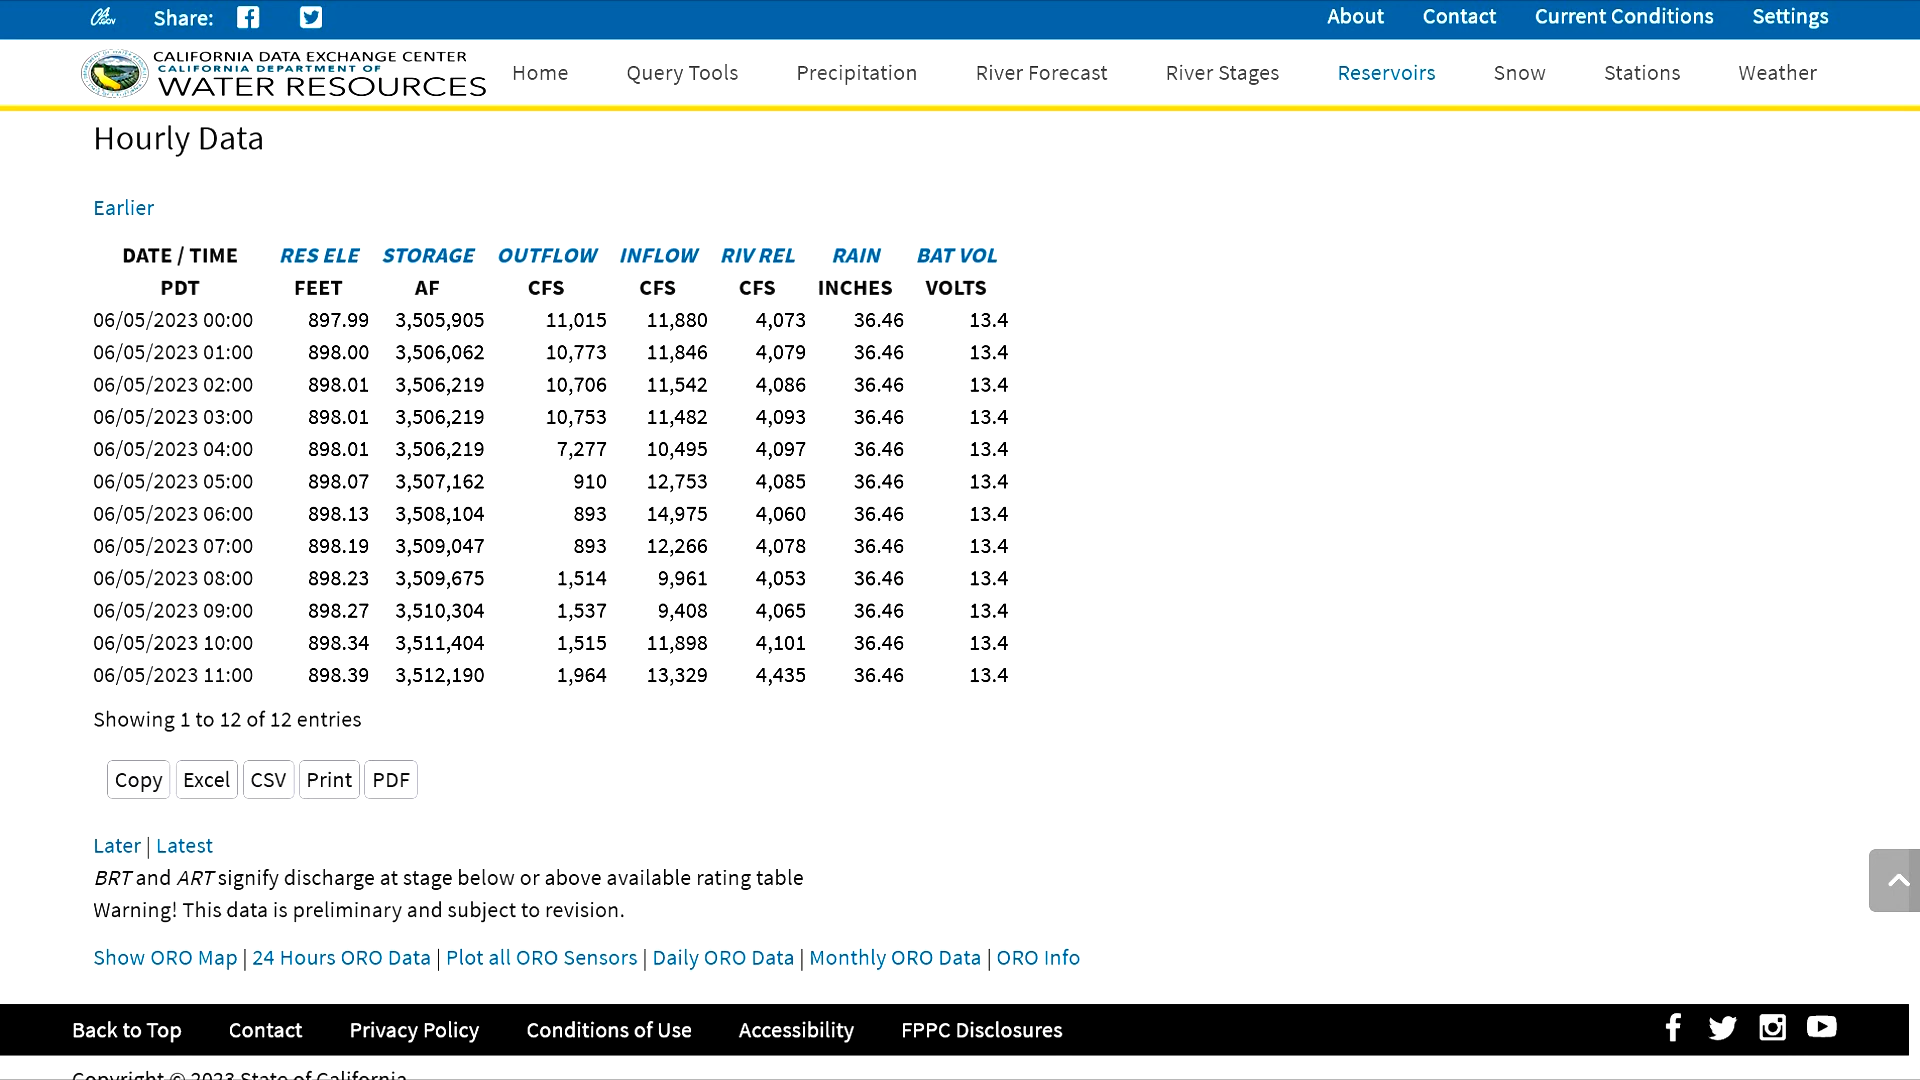 CA.gov Share: About Contact Current Conditions Settings
CALIFORNIA DATA EXCHANGE CENTER
CALIFORNIA DEPARTMENT OF
WATER RESOURCES
Home Query Tools Precipitation River Forecast River Stages Reservoirs Snow Stations Weather
Hourly Data
Earlier
DATE / TIME RES ELE STORAGE OUTFLOW INFLOW RIV REL RAIN BAT VOL
PDT FEET AF CFS CFS CFS INCHES VOLTS
06/05/2023 00:00 897.99 3,505,905 11,015 11,880 4,073 36.46 13.4
06/05/2023 01:00 898.00 3,506,062 10,773 11,846 4,079 36.46 13.4
06/05/2023 02:00 898.01 3,506,219 10,706 11,542 4,086 36.46 13.4
06/05/2023 03:00 898.01 3,506,219 10,753 11,482 4,093 36.46 13.4
06/05/2023 04:00 898.01 3,506,219 7,277 10,495 4,097 36.46 13.4
06/05/2023 05:00 898.07 3,507,162 910 12,753 4,085 36.46 13.4
06/05/2023 06:00 898.13 3,508,104 893 14,975 4,060 36.46 13.4
06/05/2023 07:00 898.19 3,509,047 893 12,266 4,078 36.46 13.4
06/05/2023 08:00 898.23 3,509,675 1,514 9,961 4,053 36.46 13.4
06/05/2023 09:00 898.27 3,510,304 1,537 9,408 4,065 36.46 13.4
06/05/2023 10:00 898.34 3,511,404 1,515 11,898 4,101 36.46 13.4
06/05/2023 11:00 898.39 3,512,190 1,964 13,329 4,435 36.46 13.4
Showing 1 to 12 of 12 entries
Copy Excel CSV Print PDF
Later | Latest
BRT and ART signify discharge at stage below or above available rating table
Warning! This data is preliminary and subject to revision.
Show ORO Map | 24 Hours ORO Data | Plot all ORO Sensors | Daily ORO Data | Monthly ORO Data | ORO Info
Back to Top Contact Privacy Policy Conditions of Use Accessibility FPPC Disclosures
Copyright © 2023 State of California